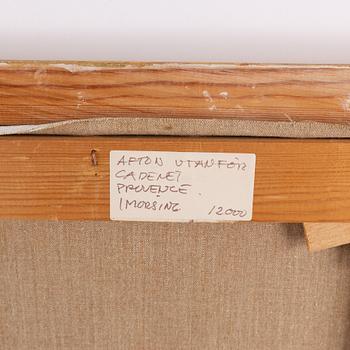 AFTON UTANFÖR
CADENET
PROVENCE.
I MORSING 12000